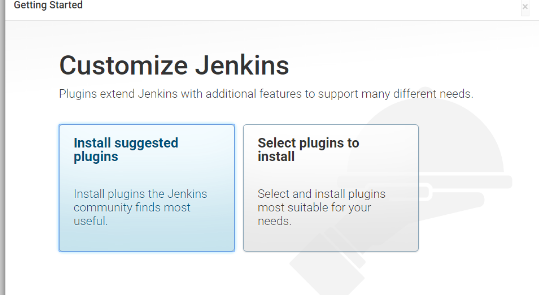 Getting Started
Customize Jenkins
Plugins extend Jenkins with additional features to support many different needs.
Install suggested
plugins
Install plugins the Jenkins
community finds most
useful.
Select plugins to
install
Select and install plugins
most suitable for your
needs.